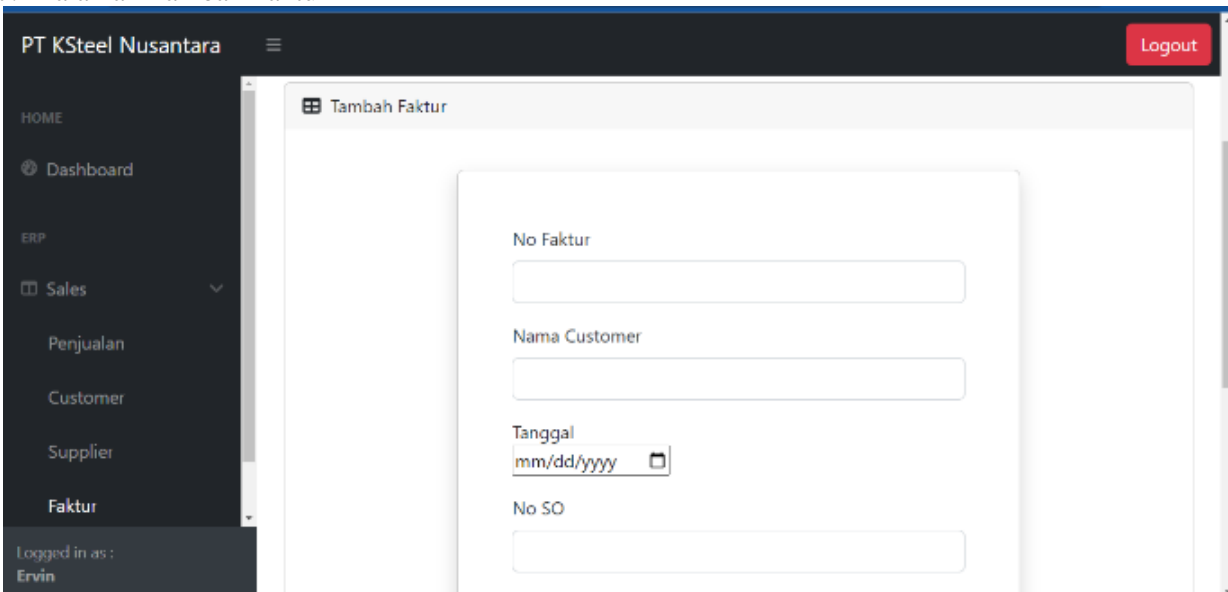 PT KSteel Nusantara
Logout
HOME
Dashboard
ERP
Sales
Penjualan
Customer
Supplier
Faktur
Logged in as :
Ervin
Tambah Faktur
No Faktur
Nama Customer
Tanggal
mm/dd/yyyy
No SO